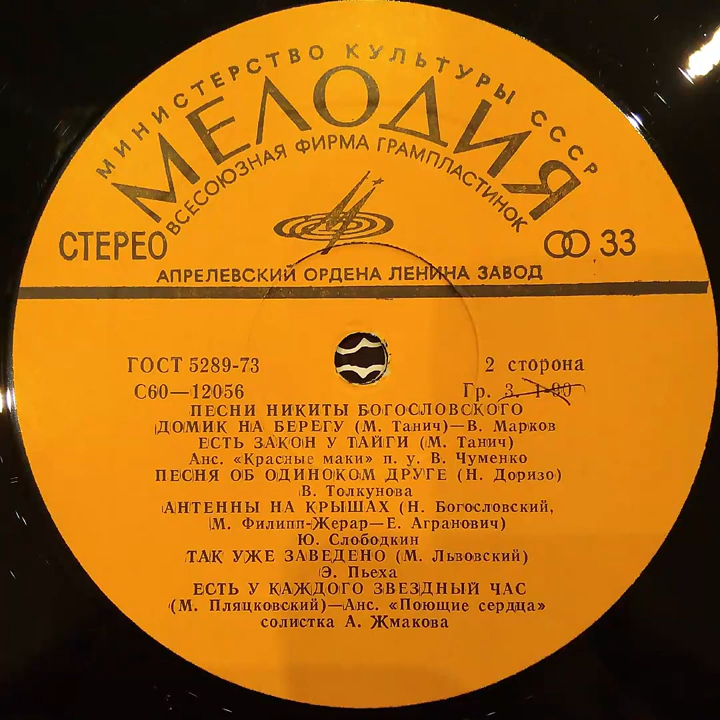 МИНИСТЕРСТВО КУЛЬТУРЫ СССР
МЕЛОДИЯ
ВСЕСОЮЗНАЯ ФИРМА ГРАМПЛАСТИНОК
СТЕРЕО
33
АПРЕЛЕВСКИЙ ОРДЕНА ЛЕНИНА ЗАВОД
ГОСТ 5289-73
2 сторона
С60—12056
Гр. 3. 1-90
ПЕСНИ НИКИТЫ БОГОСЛОВСКОГО
ДОМИК НА БЕРЕГУ (М. Танич)—В. Марков
ЕСТЬ ЗАКОН У ТАЙГИ (М. Танич)
Анс. «Красные маки» п. у. В. Чуменко
ПЕСНЯ ОБ ОДИНОКОМ ДРУГЕ (Н. Доризо)
В. Толкунова
АНТЕННЫ НА КРЫШАХ (Н. Богословский,
М. Филипп-Жерар—Е. Агранович)
Ю. Слободкин
ТАК УЖЕ ЗАВЕДЕНО (М. Львовский)
Э. Пьеха
ЕСТЬ У КАЖДОГО ЗВЕЗДНЫЙ ЧАС
(М. Пляцковский)—Анс. «Поющие сердца»
солистка А. Жмакова